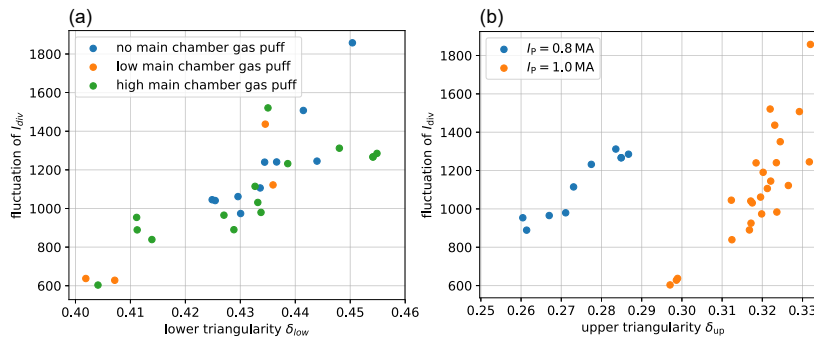 (a)
no main chamber gas puff
low main chamber gas puff
high main chamber gas puff
fluctuation of I_div
1800
1600
1400
1200
1000
800
600
0.40 0.41 0.42 0.43 0.44 0.45 0.46
lower triangularity δ_low
(b)
I_P = 0.8 MA
I_P = 1.0 MA
fluctuation of I_div
1800
1600
1400
1200
1000
800
600
0.25 0.26 0.27 0.28 0.29 0.30 0.31 0.32 0.33
upper triangularity δ_up